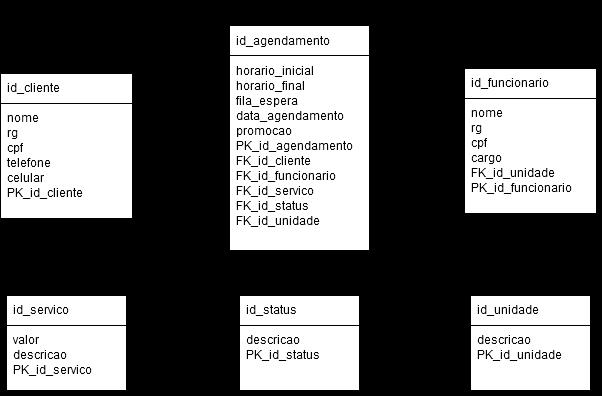 id_cliente
nome
rg
cpf
telefone
celular
PK_id_cliente
id_agendamento
horario_inicial
horario_final
fila_espera
data_agendamento
promocao
PK_id_agendamento
FK_id_cliente
FK_id_funcionario
FK_id_servico
FK_id_status
FK_id_unidade
id_funcionario
nome
rg
cpf
cargo
FK_id_unidade
PK_id_funcionario
id_servico
valor
descricao
PK_id_servico
id_status
descricao
PK_id_status
id_unidade
descricao
PK_id_unidade